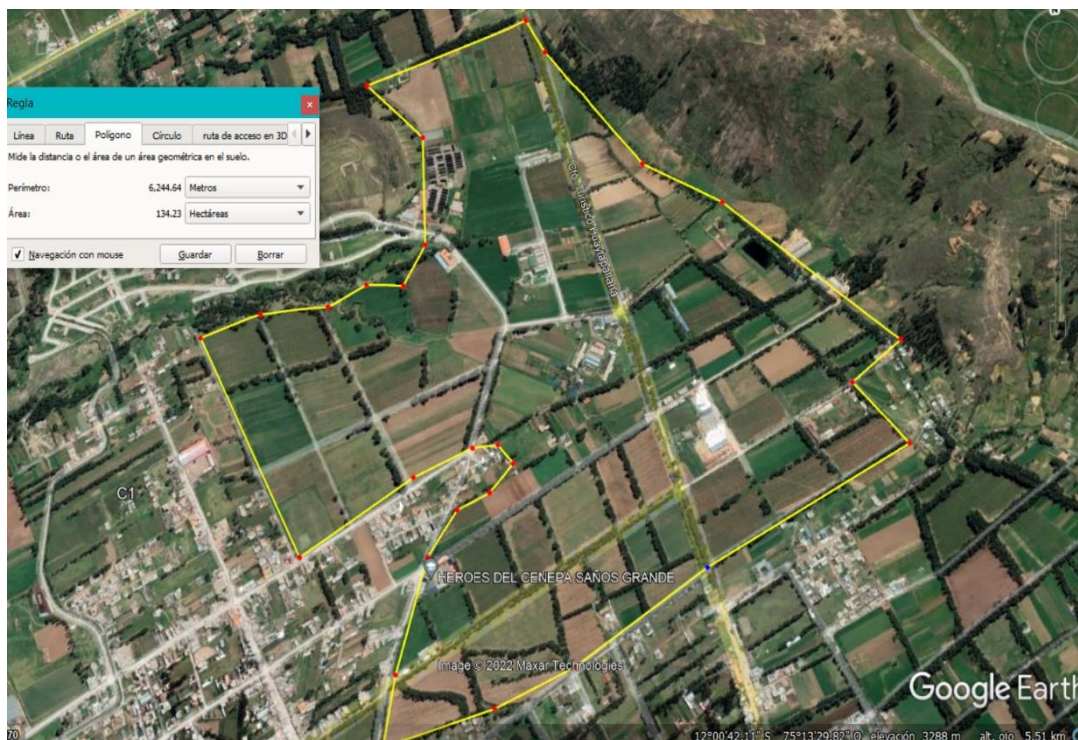 Regla
Línea
Ruta
Polígono
Círculo
ruta de acceso en 3D
Mide la distancia o el área de un área geométrica en el suelo.
Perímetro:
6,244.64
Metros
Área:
134.23
Hectáreas
Navegación con mouse
Guardar
Borrar
C1
HEROES DEL CENEPA SAÑOS GRANDE
Image © 2022 Maxar Technologies
Google Earth
70
12°00'42.11" S 75°13'29.82" O elevación 3288 m alt. ojo 5.51 km